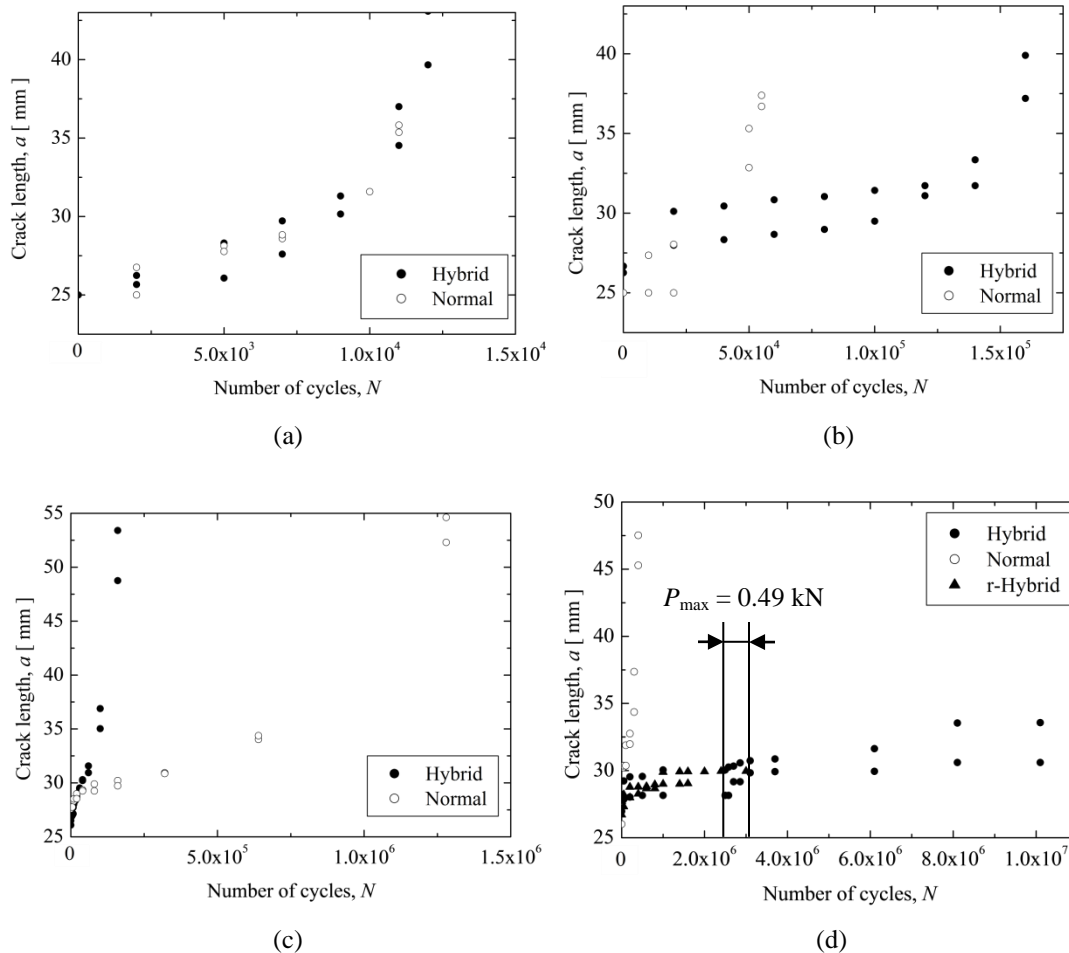 Crack length, a [ mm ]
40
35
30
25
0
5.0x10³
1.0x10⁴
1.5x10⁴
Number of cycles, N
Hybrid
Normal
(a)
Crack length, a [ mm ]
40
35
30
25
0
5.0x10⁴
1.0x10⁵
1.5x10⁵
Number of cycles, N
Hybrid
Normal
(b)
Crack length, a [ mm ]
55
50
45
40
35
30
25
0
5.0x10⁵
1.0x10⁶
1.5x10⁶
Number of cycles, N
Hybrid
Normal
(c)
Crack length, a [ mm ]
50
45
40
35
30
25
0
2.0x10⁶
4.0x10⁶
6.0x10⁶
8.0x10⁶
1.0x10⁷
Number of cycles, N
Hybrid
Normal
r-Hybrid
Pmax = 0.49 kN
(d)